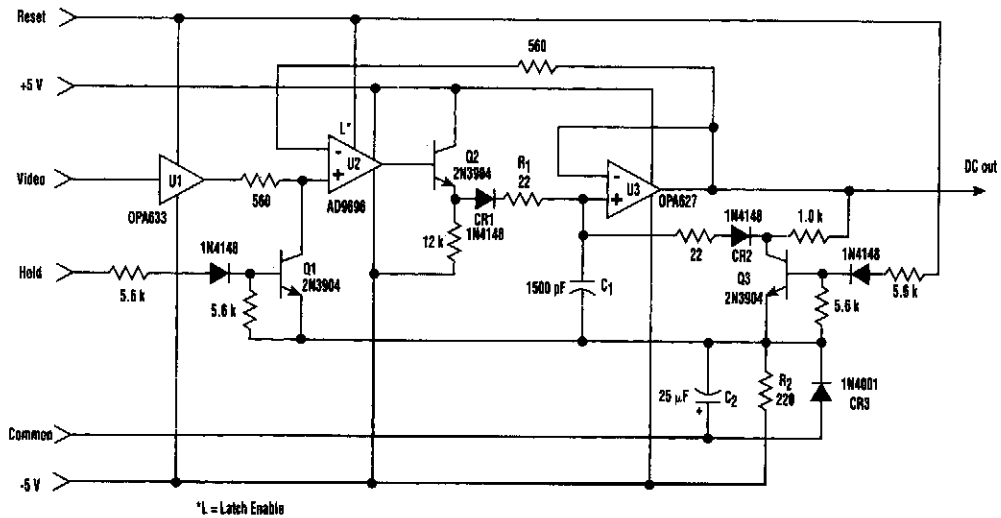 Reset
560
+5 V
L*
U2
Q2
2N3904
R1
22
Video
U1
560
AD9696
CR1
1N4148
U3
OPA627
DC out
OPA633
12 k
1N4148
1.0 k
22
CR2
1N4148
Hold
1N4148
Q1
2N3904
5.6 k
5.6 k
1500 pF
C1
Q3
2N3904
5.6 k
5.6 k
25 µF
+
C2
R2
220
1N4001
CR3
Common
-5 V
*L = Latch Enable